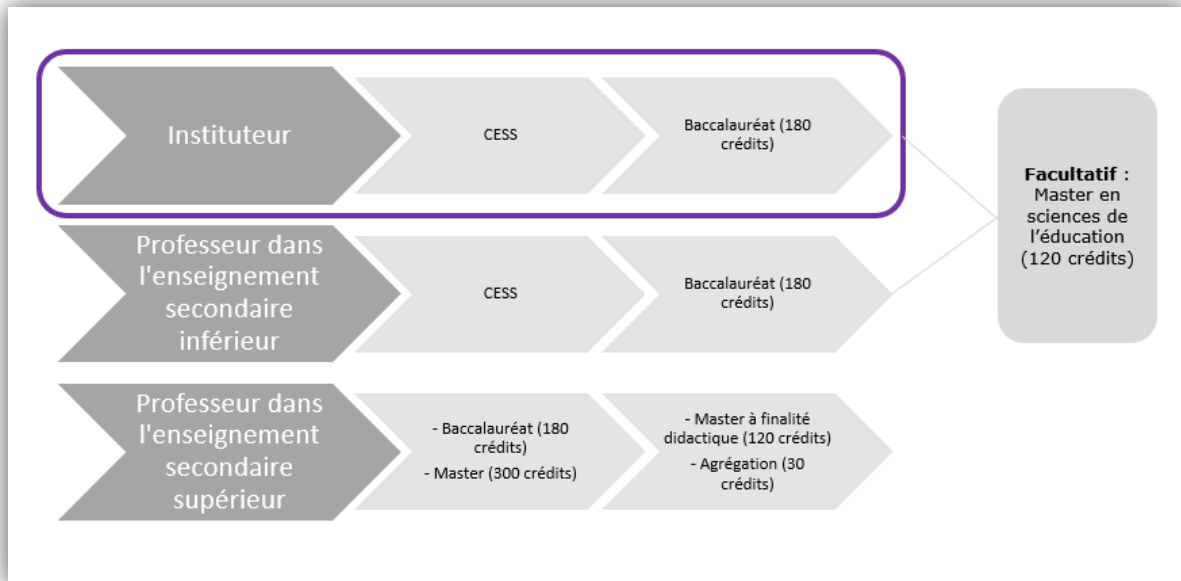 Instituteur
CESS
Baccalauréat (180
crédits)
Professeur dans
l'enseignement
secondaire
inférieur
CESS
Baccalauréat (180
crédits)
Professeur dans
l'enseignement
secondaire
supérieur
- Baccalauréat (180
crédits)
- Master (300 crédits)
- Master à finalité
didactique (120 crédits)
- Agrégation (30
crédits)
Facultatif :
Master en
sciences de
l’éducation
(120 crédits)